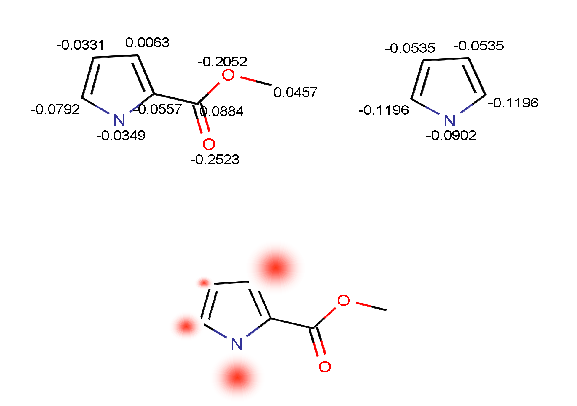 -0.0331 0.0063 -0.2052 O 0.0457
-0.0792 N -0.0557 0.0884
-0.0349 O
-0.2523
-0.0535 -0.0535
-0.1196 N -0.1196
-0.0902
O
N O